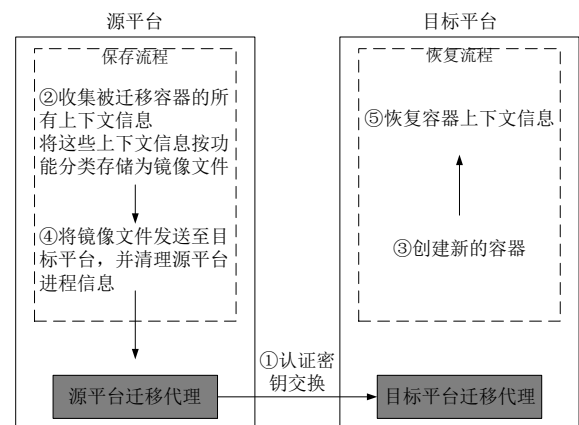 源平台
保存流程
②收集被迁移容器的所
有上下文信息
将这些上下文信息按功
能分类存储为镜像文件
④将镜像文件发送至目
标平台，并清理源平台
进程信息
源平台迁移代理
①认证密
钥交换
目标平台
恢复流程
⑤恢复容器上下文信息
③创建新的容器
目标平台迁移代理